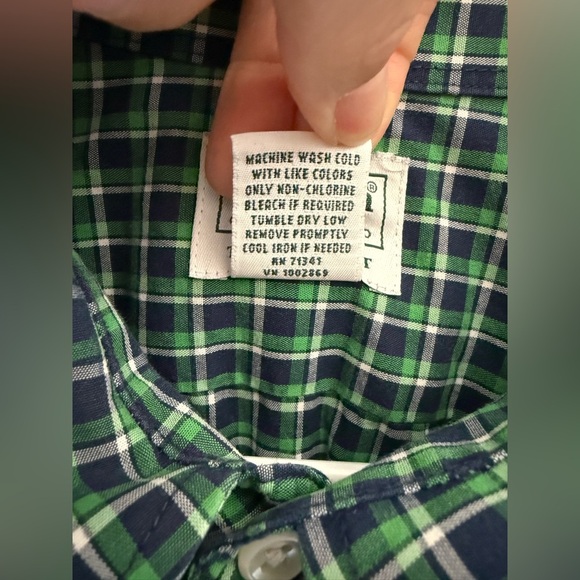 MACHINE WASH COLD
WITH LIKE COLORS
ONLY NON-CHLORINE
BLEACH IF REQUIRED
TUMBLE DRY LOW
REMOVE PROMPTLY
COOL IRON IF NEEDED
RN 71341
VN 1002869
®
T